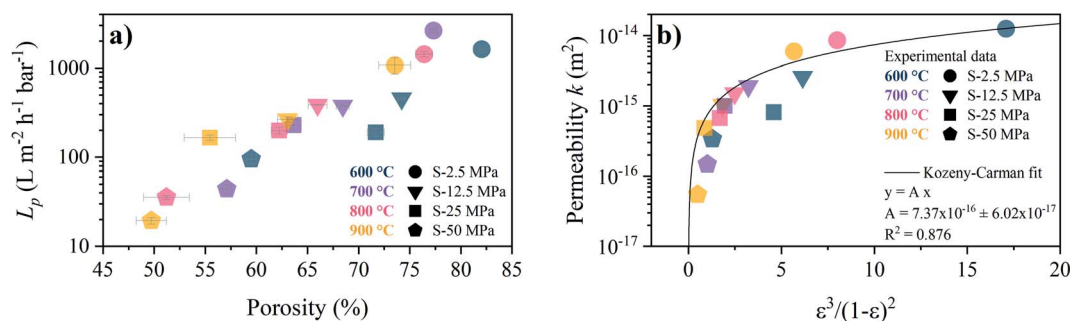 a)
L_p (L m⁻² h⁻¹ bar⁻¹)
1000
100
10
600 °C
700 °C
800 °C
900 °C
S-2.5 MPa
S-12.5 MPa
S-25 MPa
S-50 MPa
45 50 55 60 65 70 75 80 85
Porosity (%)
b)
Permeability k (m²)
10⁻¹⁴
10⁻¹⁵
10⁻¹⁶
10⁻¹⁷
Experimental data
600 °C
700 °C
800 °C
900 °C
S-2.5 MPa
S-12.5 MPa
S-25 MPa
S-50 MPa
Kozeny-Carman fit
y = A x
A = 7.37x10⁻¹⁶ ± 6.02x10⁻¹⁷
R² = 0.876
0 5 10 15 20
ε³/(1-ε)²